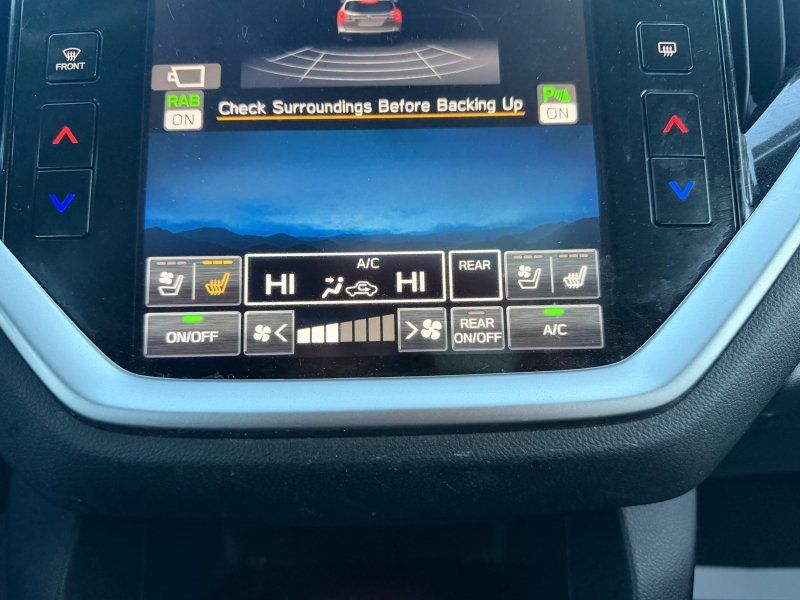 FRONT
RAB
ON
Check Surroundings Before Backing Up
P
ON
A/C
HI
HI
REAR
ON/OFF
REAR
ON/OFF
A/C